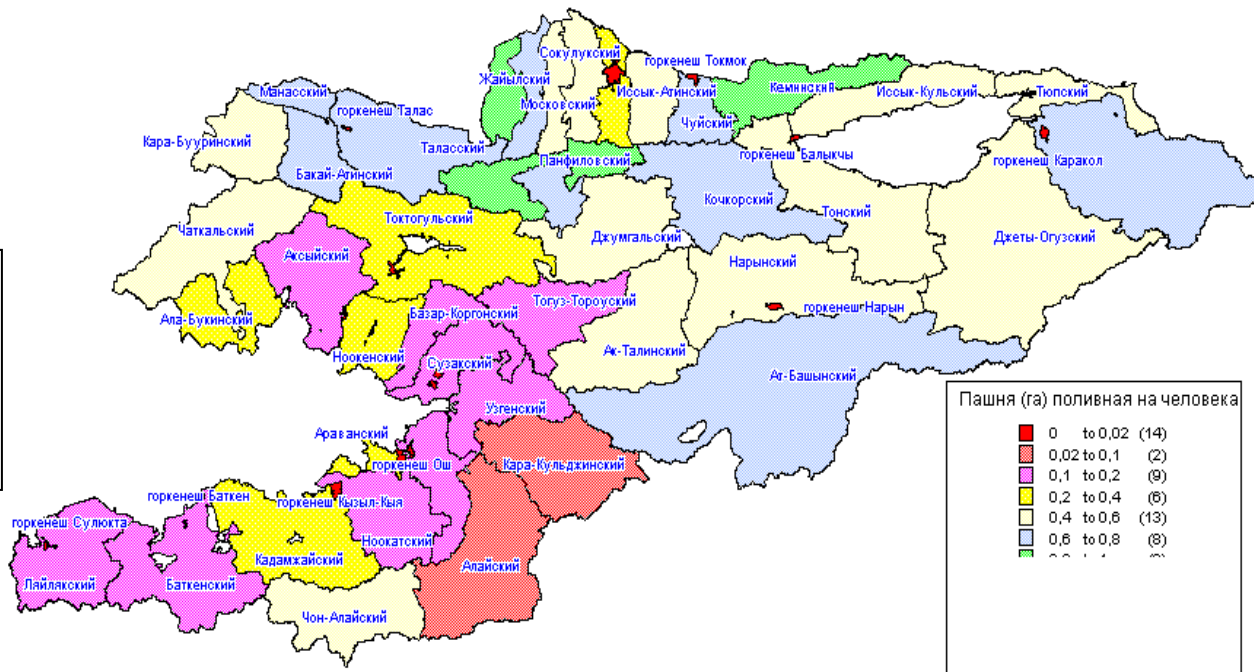 Сокулукский
горкенеш Токмок
Жайылский
Кеминский
Манасский
Иссык-Атинский
Иссык-Кульский
Тюпский
Московский
горкенеш Талас
Чуйский
Кара-Бууринский
Таласский
горкенеш Балыкчы
горкенеш Каракол
Панфиловский
Бакай-Атинский
Кочкорский
Токтогульский
Тонский
Чаткальский
Джумгальский
Джеты-Огузский
Аксыйский
Нарынский
Тогуз-Тороуский
горкенеш Нарын
Базар-Коргонский
Ала-Букинский
Ак-Талинский
Ноокенский
Сузакский
Ат-Башынский
Узгенский
Араванский
Кара-Кульджинский
горкенеш Ош
горкенеш Баткен
горкенеш Кызыл-Кыя
горкенеш Сулюкта
Ноокатский
Кадамжайский
Алайский
Ляйлякский
Баткенский
Чон-Алайский
Пашня (га) поливная на человека
0 to 0,02 (14)
0,02 to 0,1 (2)
0,1 to 0,2 (9)
0,2 to 0,4 (6)
0,4 to 0,6 (13)
0,6 to 0,8 (8)